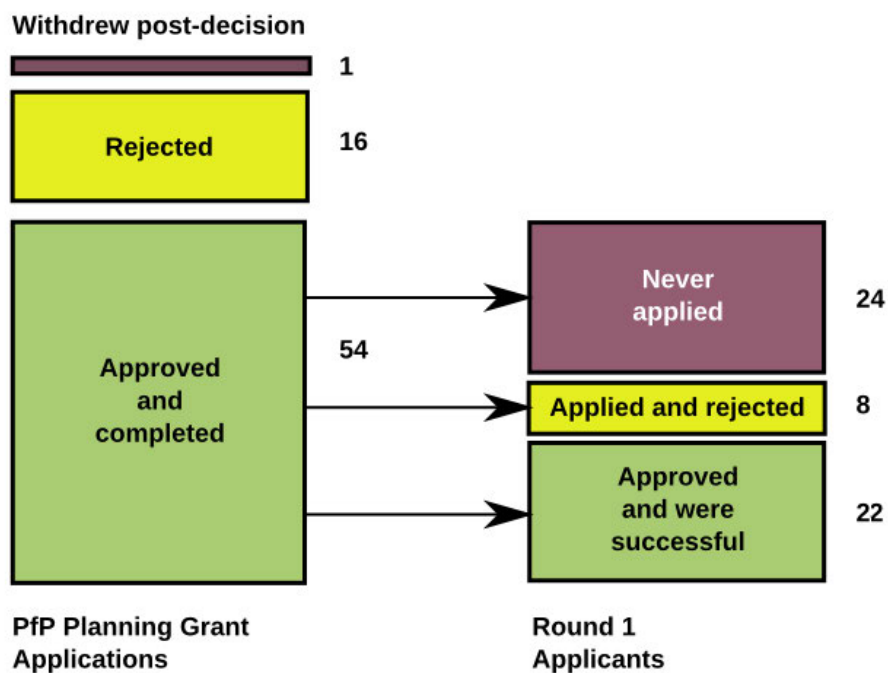 Withdrew post-decision
1
Rejected
16
Approved
and
completed
54
Never
applied
24
Applied and rejected
8
Approved
and were
successful
22
PfP Planning Grant
Applications
Round 1
Applicants